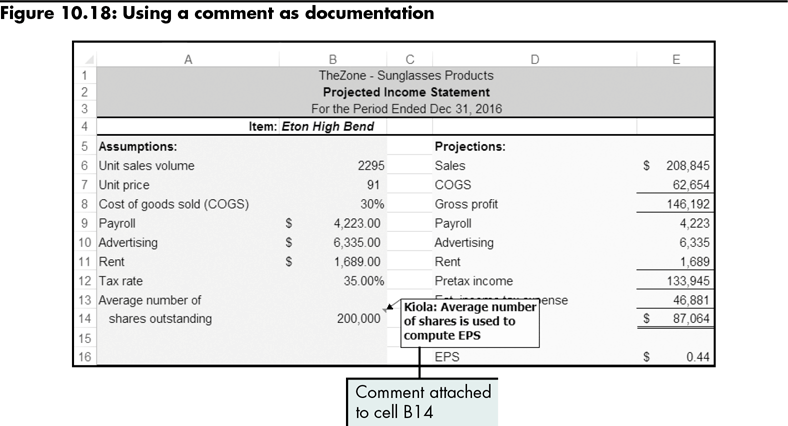 Figure 10.18: Using a comment as documentation
A B C D E
1 TheZone - Sunglasses Products
2 Projected Income Statement
3 For the Period Ended Dec 31, 2016
4 Item: Eton High Bend
5 Assumptions: Projections:
6 Unit sales volume 2295 Sales $ 208,845
7 Unit price 91 COGS 62,654
8 Cost of goods sold (COGS) 30% Gross profit 146,192
9 Payroll $ 4,223.00 Payroll 4,223
10 Advertising $ 6,335.00 Advertising 6,335
11 Rent $ 1,689.00 Rent 1,689
12 Tax rate 35.00% Pretax income 133,945
13 Average number of 46,881
14 shares outstanding 200,000 $ 87,064
Kiola: Average number
of shares is used to
compute EPS
15
16 EPS $ 0.44
Comment attached
to cell B14